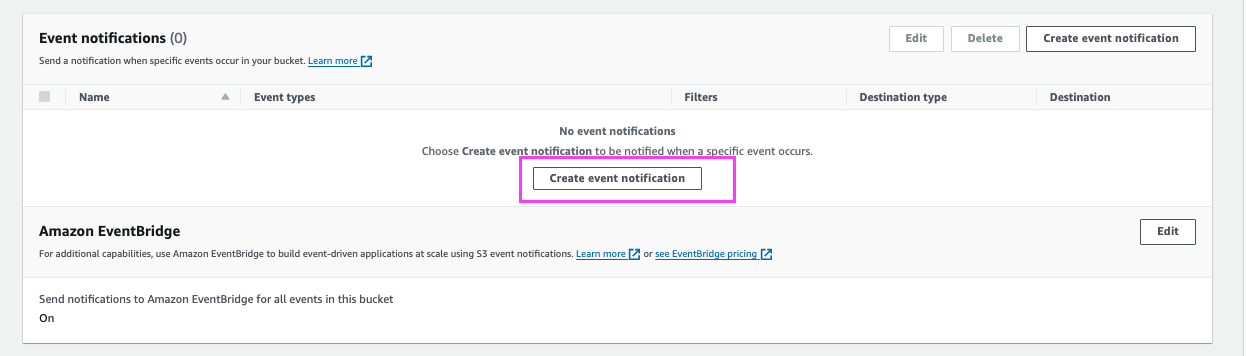 Event notifications (0)
Edit
Delete
Create event notification
Send a notification when specific events occur in your bucket. Learn more
Name
Event types
Filters
Destination type
Destination
No event notifications
Choose Create event notification to be notified when a specific event occurs.
Create event notification
Amazon EventBridge
Edit
For additional capabilities, use Amazon EventBridge to build event-driven applications at scale using S3 event notifications. Learn more or see EventBridge pricing
Send notifications to Amazon EventBridge for all events in this bucket
On